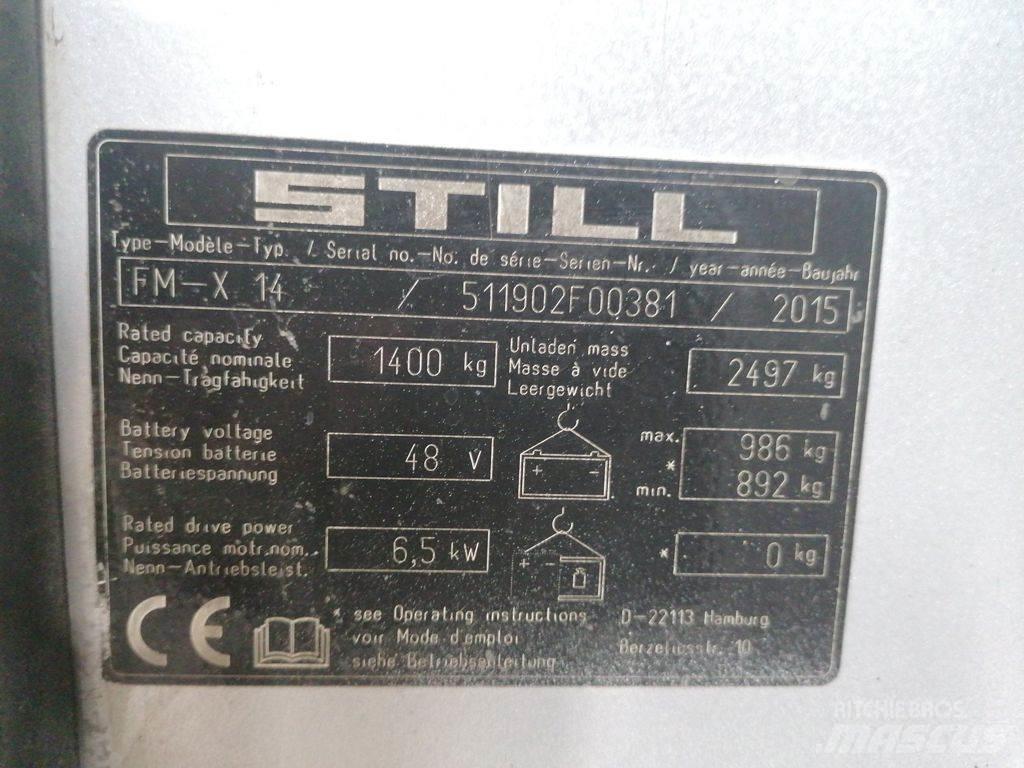 STILL
Type-Modèle-Typ. / Serial no.-No. de série-Serien-Nr. / year-année-Baujahr
FM-X 14 / 511902F00381 / 2015
Rated capacity
Capacité nominale
Nenn-Tragfähigkeit
1400 kg
Unladen mass
Masse à vide
Leergewicht
2497 kg
Battery voltage
Tension batterie
Batteriespannung
48 V
+ -
max. 986 kg
*
min. 892 kg
Rated drive power
Puissance motr.nom.
Nenn-Antriebsleist.
6,5 kW
+ -
* 0 kg
CE
* see Operating instructions
voir Mode d'emploi
siehe Betriebsanleitung
D-22113 Hamburg
Berzeliusstr. 10
RITCHIEBROS.
MASCUS